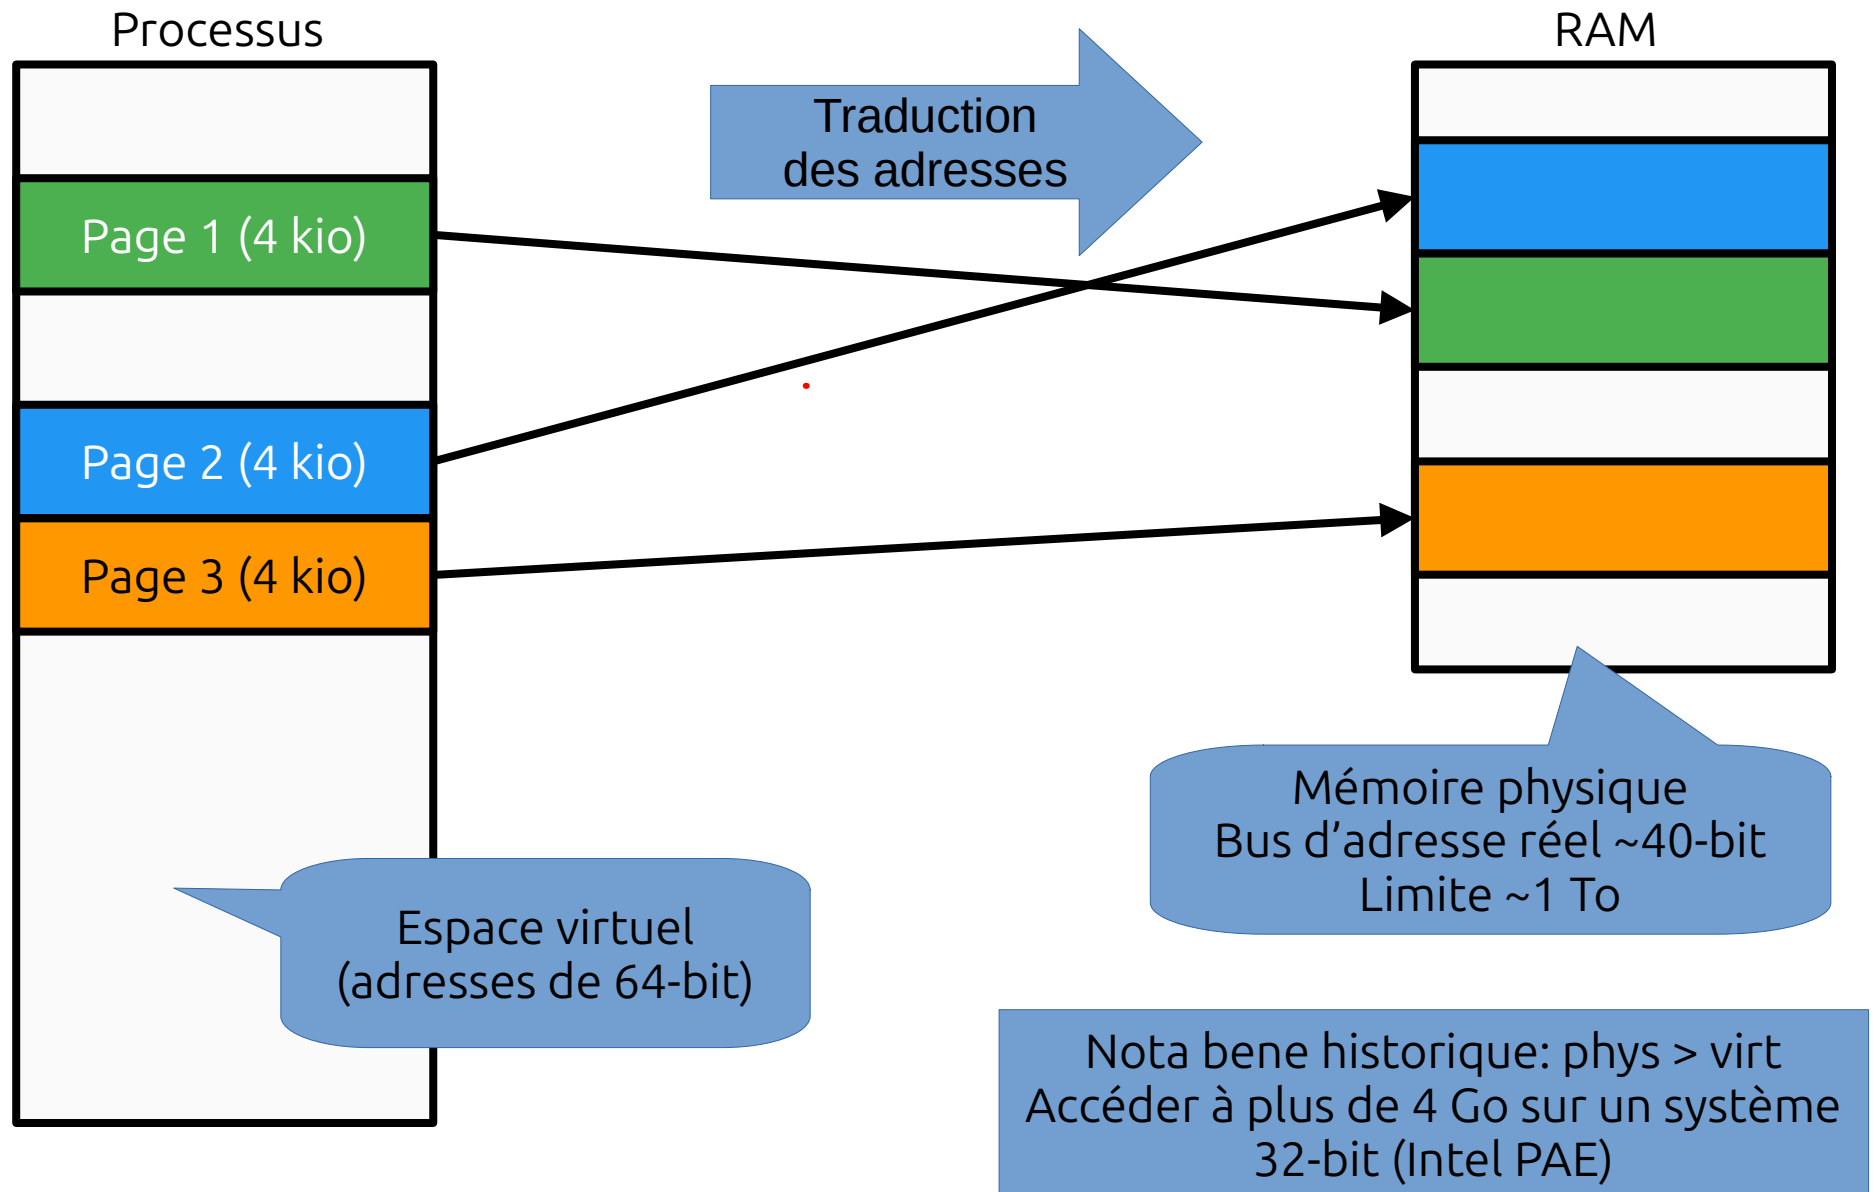 Processus
RAM
Traduction
des adresses
Page 1 (4 kio)
Page 2 (4 kio)
Page 3 (4 kio)
Mémoire physique
Bus d’adresse réel ~40-bit
Limite ~1 To
Espace virtuel
(adresses de 64-bit)
Nota bene historique: phys > virt
Accéder à plus de 4 Go sur un système
32-bit (Intel PAE)